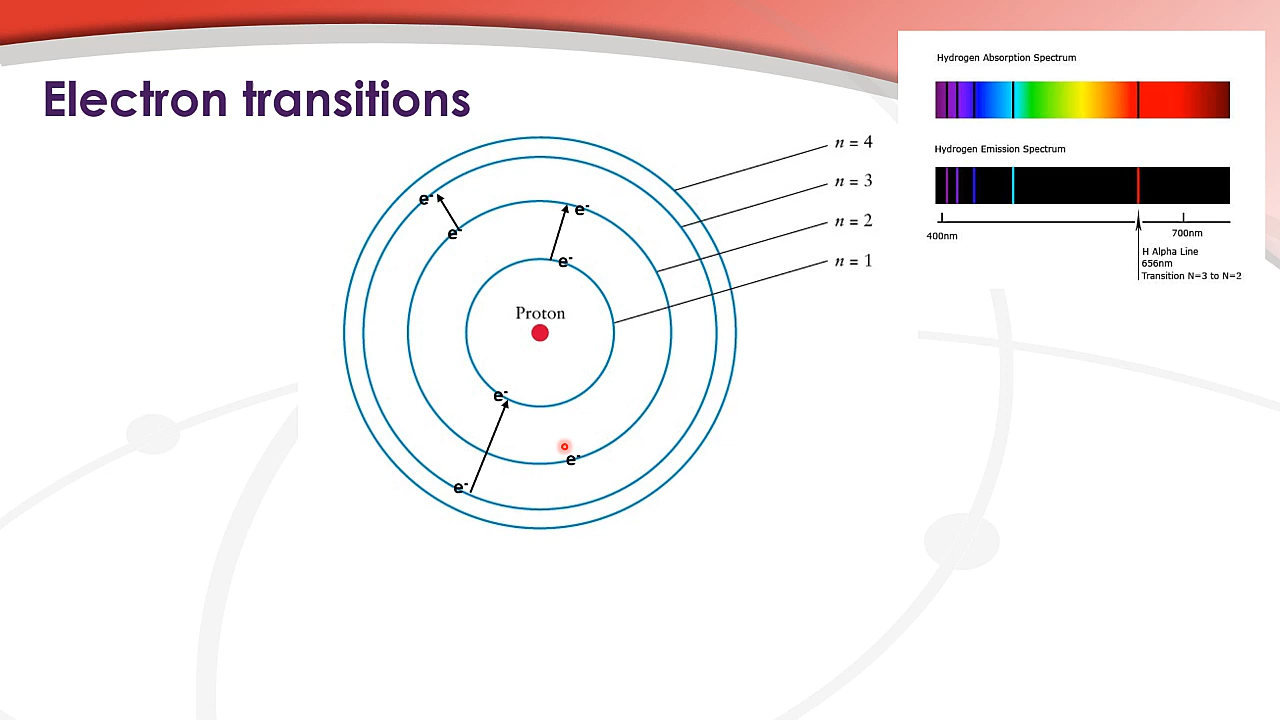 Electron transitions
n = 4
n = 3
n = 2
n = 1
e-
e-
e-
e-
Proton
e-
e-
e-
Hydrogen Absorption Spectrum
Hydrogen Emission Spectrum
400nm
700nm
H Alpha Line
656nm
Transition N=3 to N=2